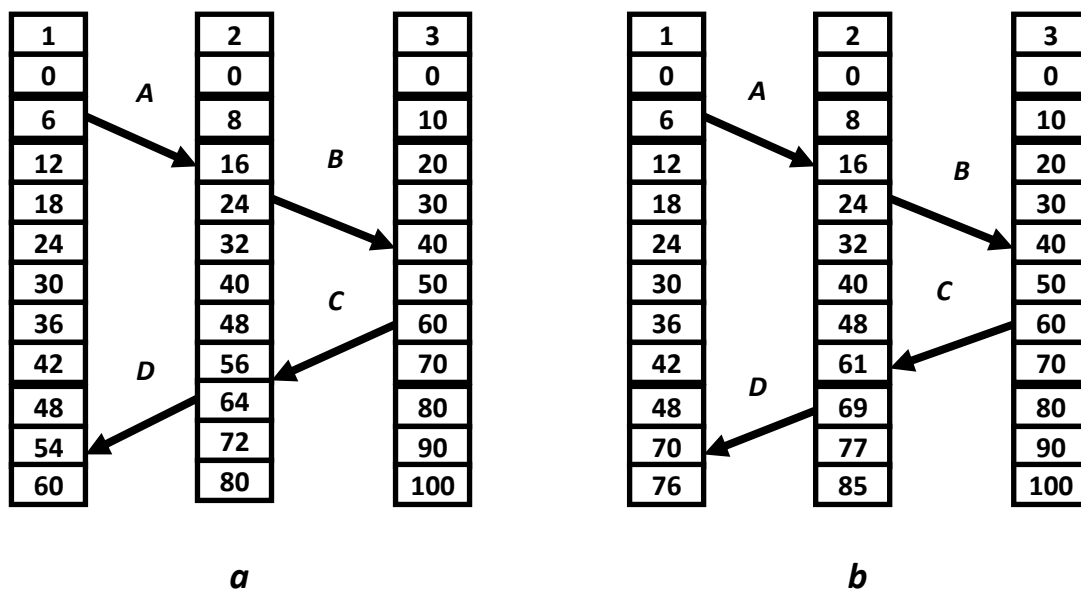 1 2 3 1 2 3
0 0 0 0 0 0
A A
6 8 10 6 8 10
12 16 B 20 12 16 B 20
18 24 30 18 24 30
24 32 40 24 32 40
30 40 C 50 30 40 C 50
36 48 60 36 48 60
42 D 56 70 42 D 61 70
48 64 80 48 69 80
54 72 90 70 77 90
60 80 100 76 85 100
a b